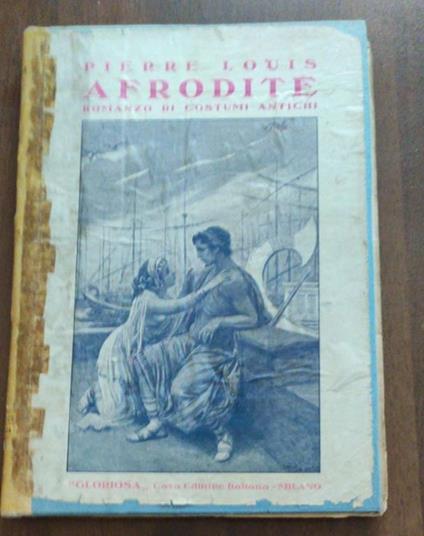 PIERRE LOUIS
AFRODITE
ROMANZO DI COSTUMI ANTICHI
"GLORIOSA„ Casa Editrice Italiana - MILANO